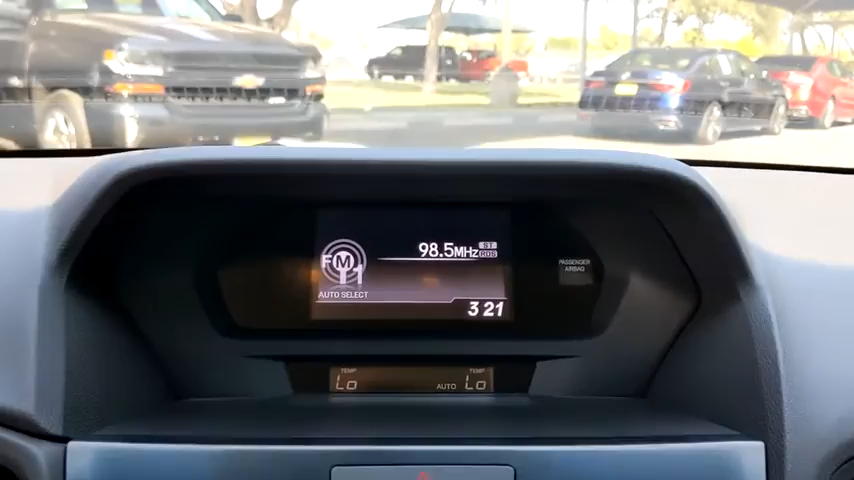 FM1
98.5MHz ST
RDS
AUTO SELECT
3 21
PASSENGER
AIRBAG
TEMP
Lo
AUTO
TEMP
Lo